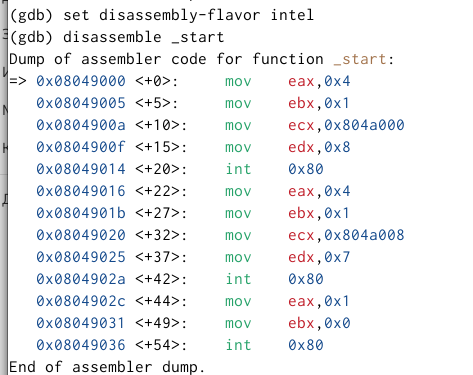 (gdb) set disassembly-flavor intel
(gdb) disassemble _start
Dump of assembler code for function _start:
=> 0x08049000 <+0>:     mov    eax,0x4
   0x08049005 <+5>:     mov    ebx,0x1
   0x0804900a <+10>:    mov    ecx,0x804a000
   0x0804900f <+15>:    mov    edx,0x8
   0x08049014 <+20>:    int    0x80
   0x08049016 <+22>:    mov    eax,0x4
   0x0804901b <+27>:    mov    ebx,0x1
   0x08049020 <+32>:    mov    ecx,0x804a008
   0x08049025 <+37>:    mov    edx,0x7
   0x0804902a <+42>:    int    0x80
   0x0804902c <+44>:    mov    eax,0x1
   0x08049031 <+49>:    mov    ebx,0x0
   0x08049036 <+54>:    int    0x80
End of assembler dump.